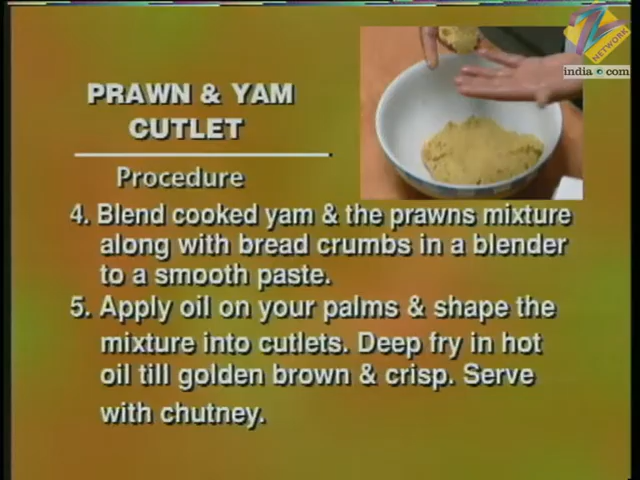 NETWORK
india.com
PRAWN & YAM
CUTLET
Procedure
4. Blend cooked yam & the prawns mixture
along with bread crumbs in a blender
to a smooth paste.
5. Apply oil on your palms & shape the
mixture into cutlets. Deep fry in hot
oil till golden brown & crisp. Serve
with chutney.